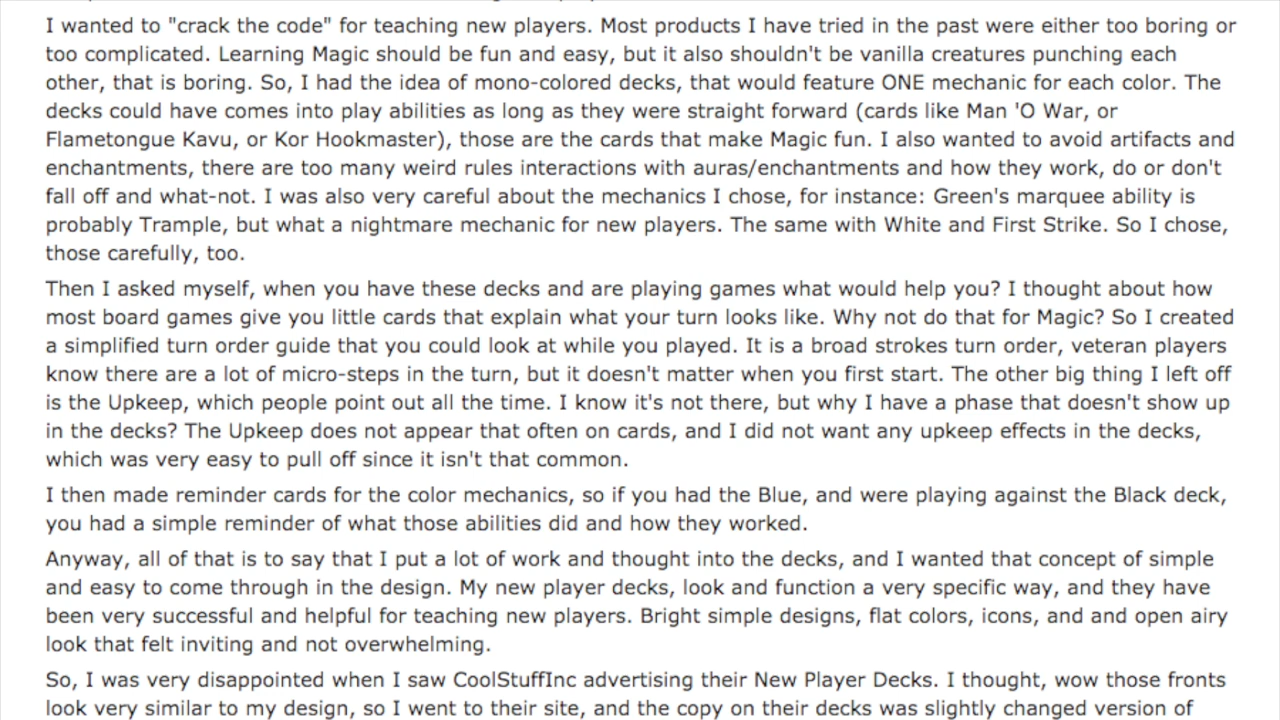 I wanted to "crack the code" for teaching new players. Most products I have tried in the past were either too boring or
too complicated. Learning Magic should be fun and easy, but it also shouldn't be vanilla creatures punching each
other, that is boring. So, I had the idea of mono-colored decks, that would feature ONE mechanic for each color. The
decks could have comes into play abilities as long as they were straight forward (cards like Man 'O War, or
Flametongue Kavu, or Kor Hookmaster), those are the cards that make Magic fun. I also wanted to avoid artifacts and
enchantments, there are too many weird rules interactions with auras/enchantments and how they work, do or don't
fall off and what-not. I was also very careful about the mechanics I chose, for instance: Green's marquee ability is
probably Trample, but what a nightmare mechanic for new players. The same with White and First Strike. So I chose,
those carefully, too.
Then I asked myself, when you have these decks and are playing games what would help you? I thought about how
most board games give you little cards that explain what your turn looks like. Why not do that for Magic? So I created
a simplified turn order guide that you could look at while you played. It is a broad strokes turn order, veteran players
know there are a lot of micro-steps in the turn, but it doesn't matter when you first start. The other big thing I left off
is the Upkeep, which people point out all the time. I know it's not there, but why I have a phase that doesn't show up
in the decks? The Upkeep does not appear that often on cards, and I did not want any upkeep effects in the decks,
which was very easy to pull off since it isn't that common.
I then made reminder cards for the color mechanics, so if you had the Blue, and were playing against the Black deck,
you had a simple reminder of what those abilities did and how they worked.
Anyway, all of that is to say that I put a lot of work and thought into the decks, and I wanted that concept of simple
and easy to come through in the design. My new player decks, look and function a very specific way, and they have
been very successful and helpful for teaching new players. Bright simple designs, flat colors, icons, and and open airy
look that felt inviting and not overwhelming.
So, I was very disappointed when I saw CoolStuffInc advertising their New Player Decks. I thought, wow those fronts
look very similar to my design, so I went to their site, and the copy on their decks was slightly changed version of